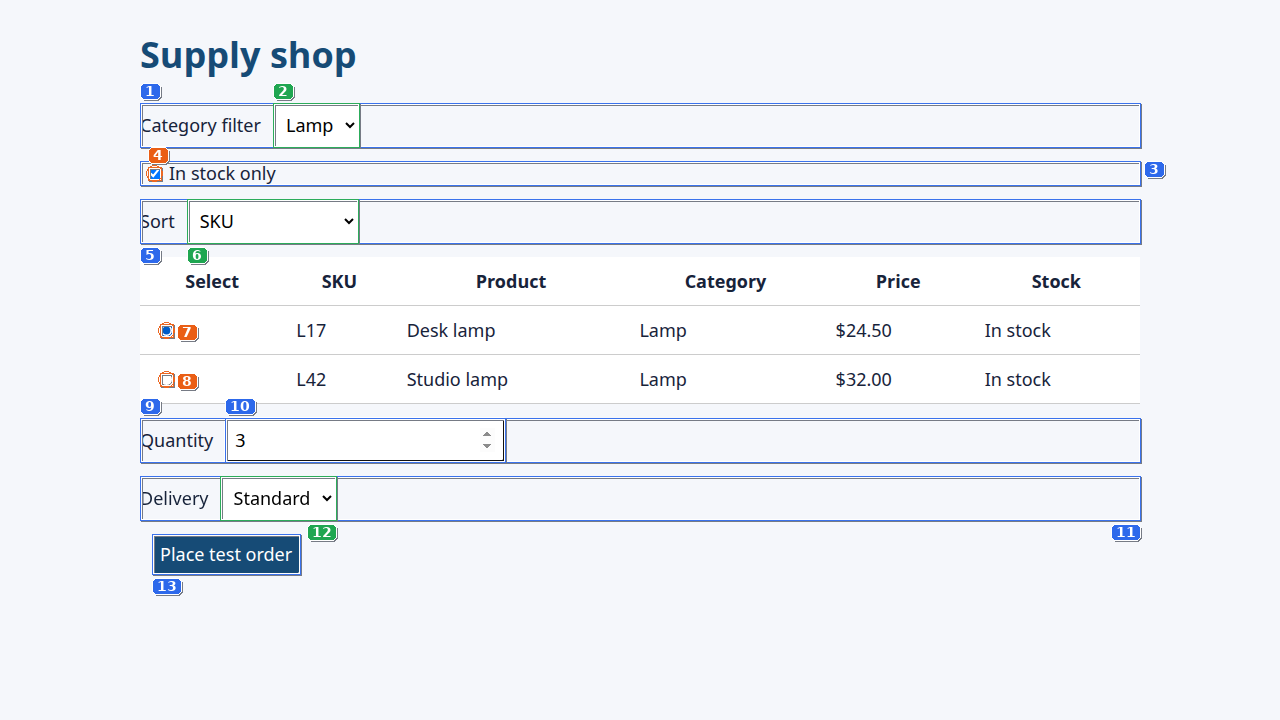 Supply shop
1 2
Category filter Lamp
4
In stock only 3
Sort SKU
5 6
Select SKU Product Category Price Stock
7 L17 Desk lamp Lamp $24.50 In stock
8 L42 Studio lamp Lamp $32.00 In stock
9 10
Quantity 3
Delivery Standard
12 11
Place test order
13